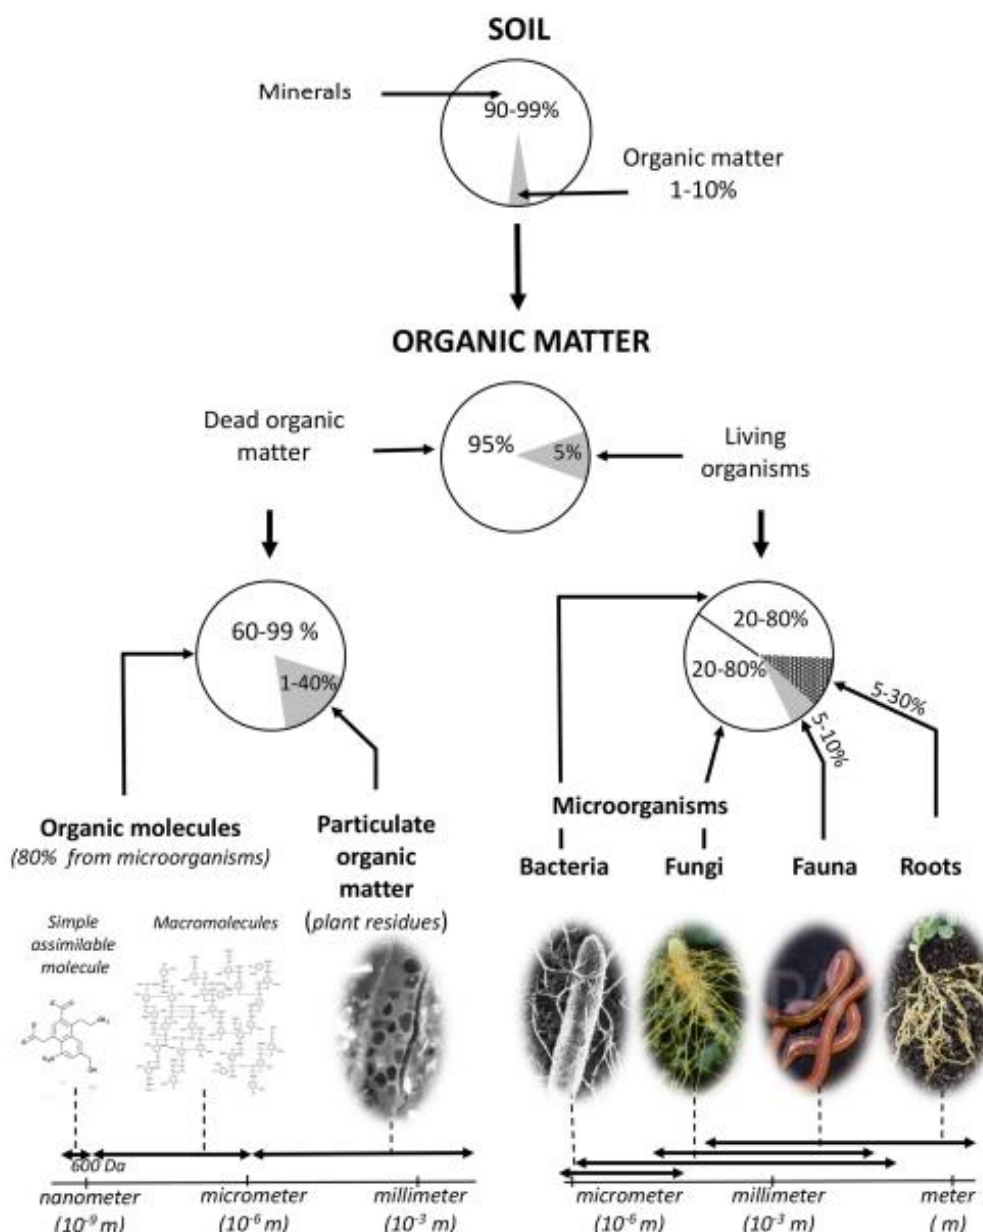 SOIL
Minerals
90-99%
Organic matter
1-10%
ORGANIC MATTER
Dead organic
matter
95%
5%
Living
organisms
60-99 %
1-40%
20-80%
20-80%
5-30%
5-10%
Organic molecules
(80% from microorganisms)
Particulate
organic
matter
(plant residues)
Microorganisms
Bacteria
Fungi
Fauna
Roots
Simple
assimilable
molecule
Macromolecules
600 Da
nanometer
(10⁻⁹ m)
micrometer
(10⁻⁶ m)
millimeter
(10⁻³ m)
micrometer
(10⁻⁶ m)
millimeter
(10⁻³ m)
meter
( m)